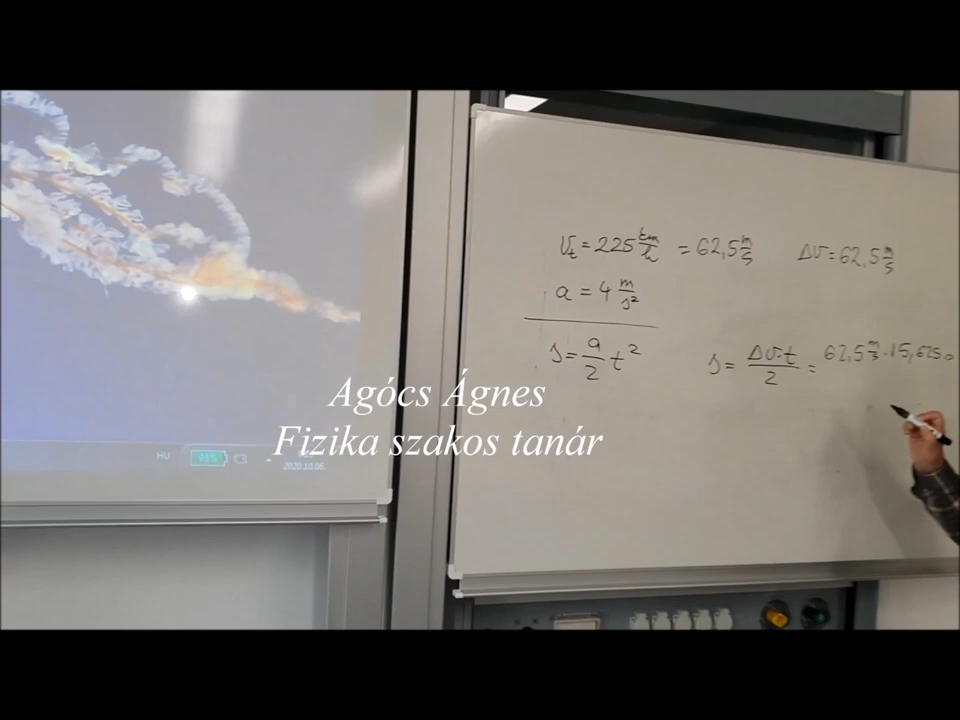 v_t = 225 km/h = 62,5 m/s Δv = 62,5 m/s
a = 4 m/s²
s = a/2 t² s = Δv·t/2 = 62,5 m/s · 15,625
Agócs Ágnes
Fizika szakos tanár
HU 98%
2020.10.06.